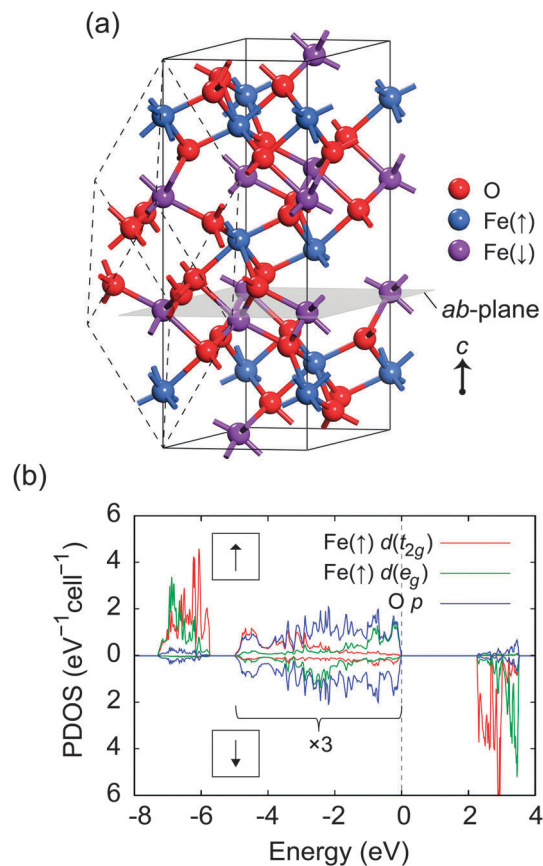 (a)
O
Fe(↑)
Fe(↓)
ab-plane
c
(b)
PDOS (eV⁻¹cell⁻¹)
6
4
2
0
2
4
6
↑
Fe(↑) d(t₂g)
Fe(↑) d(eg)
O p
×3
↓
-8 -6 -4 -2 0 2 4
Energy (eV)